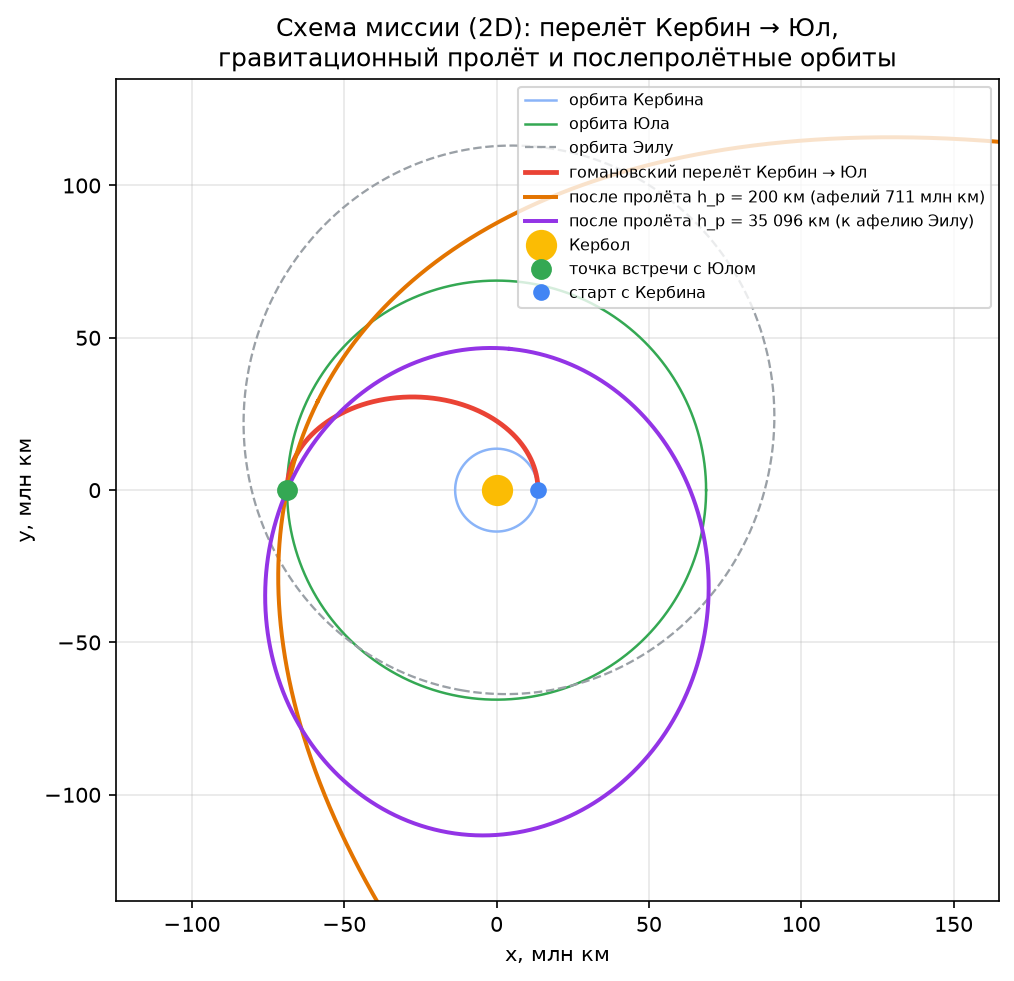 Схема миссии (2D): перелёт Кербин → Юл,
гравитационный пролёт и послепролётные орбиты
орбита Кербина
орбита Юла
орбита Эилу
гомановский перелёт Кербин → Юл
после пролёта h_p = 200 км (афелий 711 млн км)
после пролёта h_p = 35 096 км (к афелию Эилу)
Кербол
точка встречи с Юлом
старт с Кербина
y, млн км
100
50
0
−50
−100
−100
−50
0
50
100
150
x, млн км